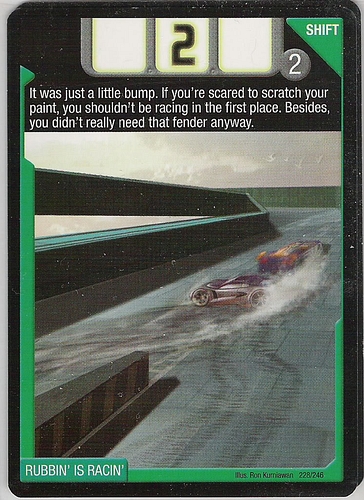 SHIFT
2
2
It was just a little bump. If you're scared to scratch your
paint, you shouldn't be racing in the first place. Besides,
you didn't really need that fender anyway.
RUBBIN' IS RACIN'
Illus. Ron Kurniawan 228/246